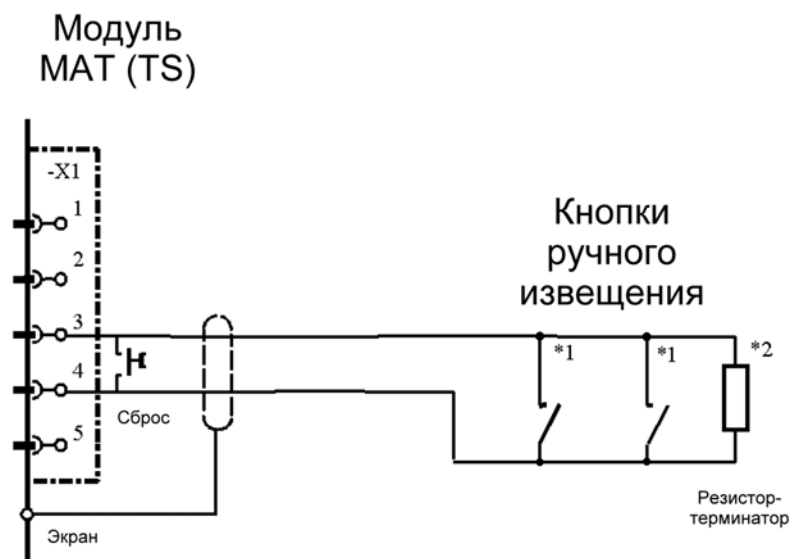 Модуль
МАТ (TS)
-X1
1
2
3
4
5
Сброс
Экран
Кнопки
ручного
извещения
*1
*1
*2
Резистор-
терминатор